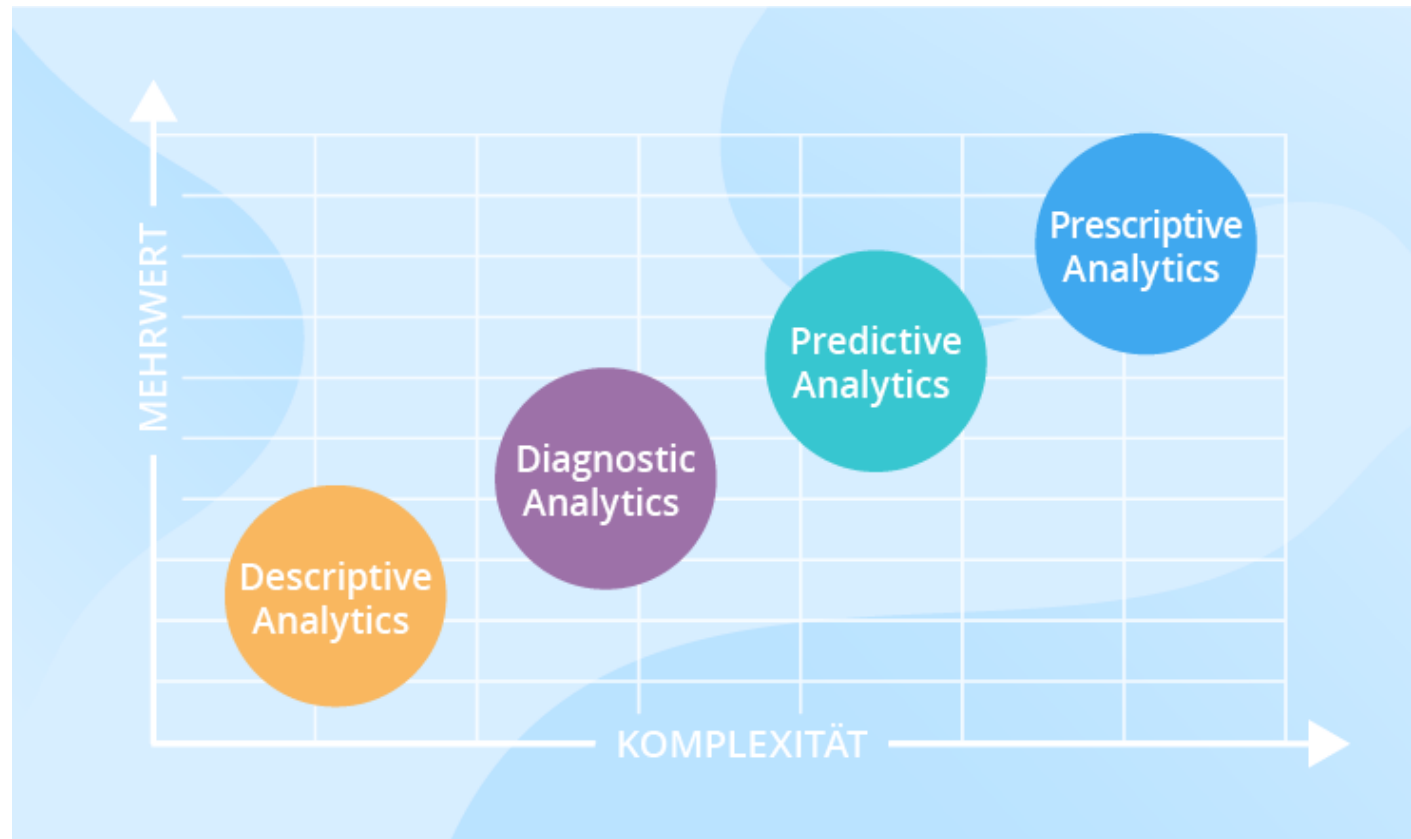 MEHRWERT
Prescriptive
Analytics
Predictive
Analytics
Diagnostic
Analytics
Descriptive
Analytics
KOMPLEXITÄT